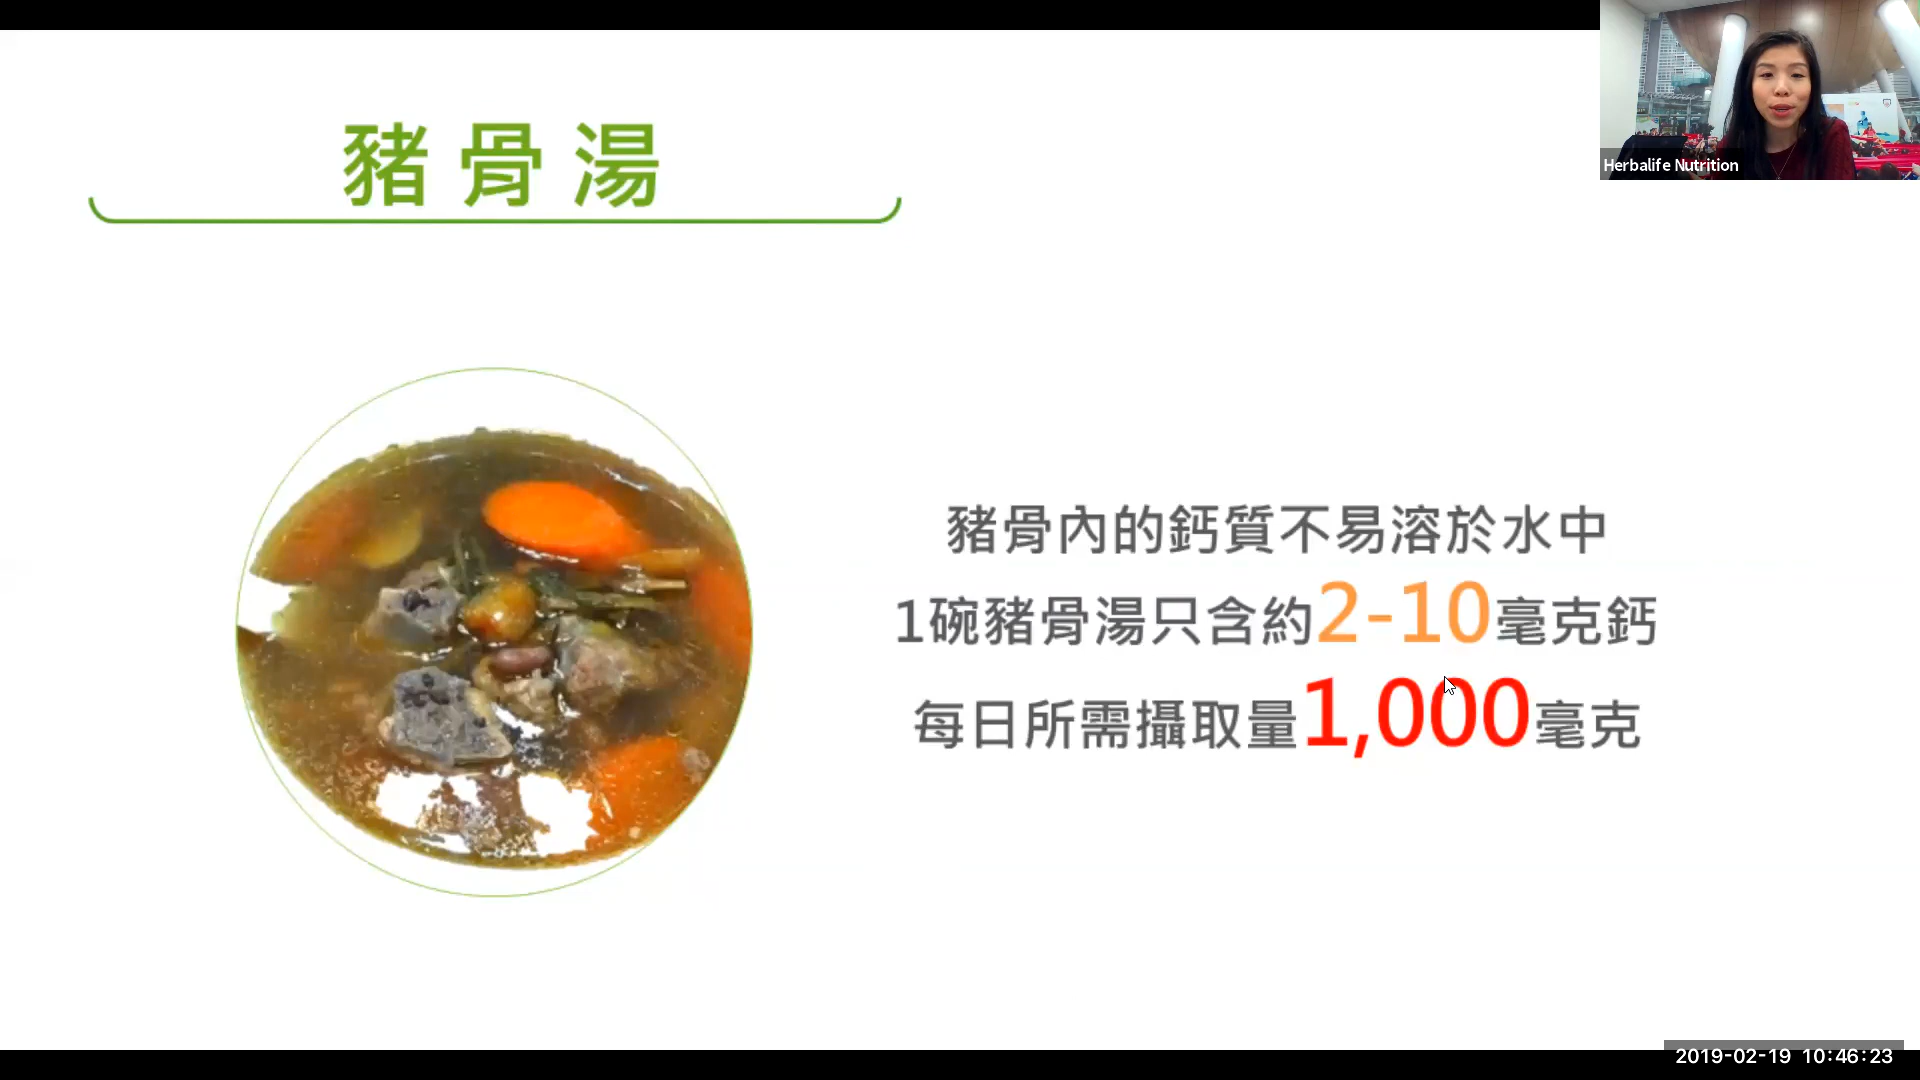 豬骨湯
Herbalife Nutrition
豬骨內的鈣質不易溶於水中
1碗豬骨湯只含約2-10毫克鈣
每日所需攝取量1,000毫克
2019-02-19 10:46:23